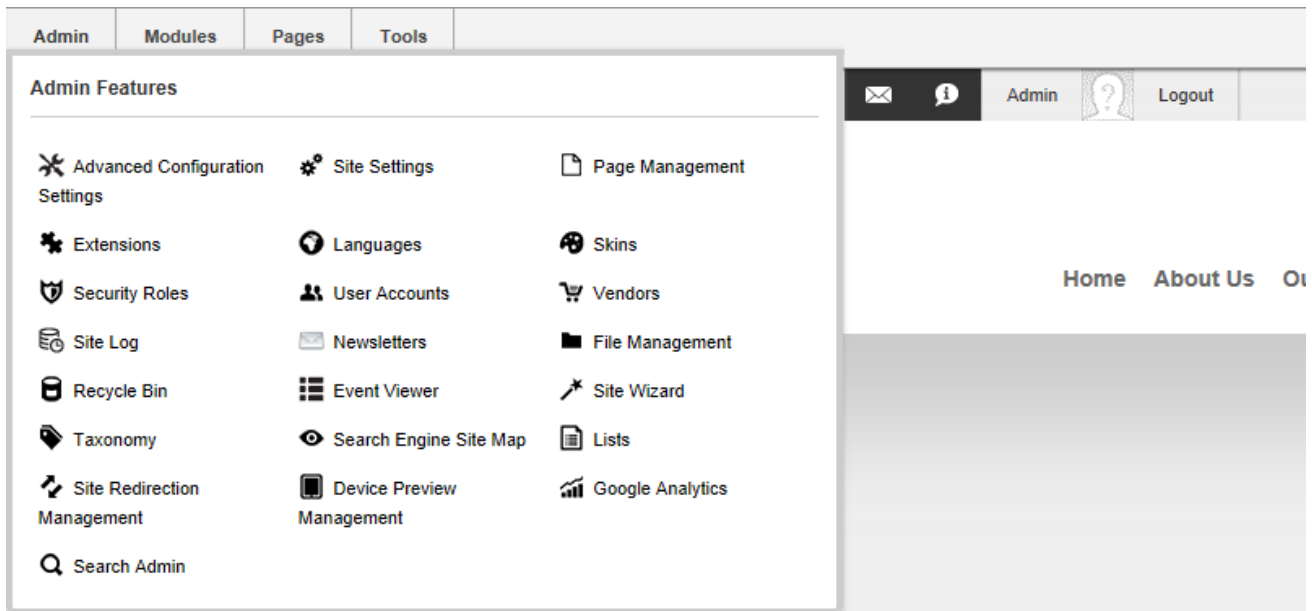 Admin Modules Pages Tools
Admin Features
Admin Logout
Advanced Configuration Settings
Site Settings
Page Management
Extensions
Languages
Skins
Security Roles
User Accounts
Vendors
Site Log
Newsletters
File Management
Recycle Bin
Event Viewer
Site Wizard
Taxonomy
Search Engine Site Map
Lists
Site Redirection Management
Device Preview Management
Google Analytics
Search Admin
Home About Us